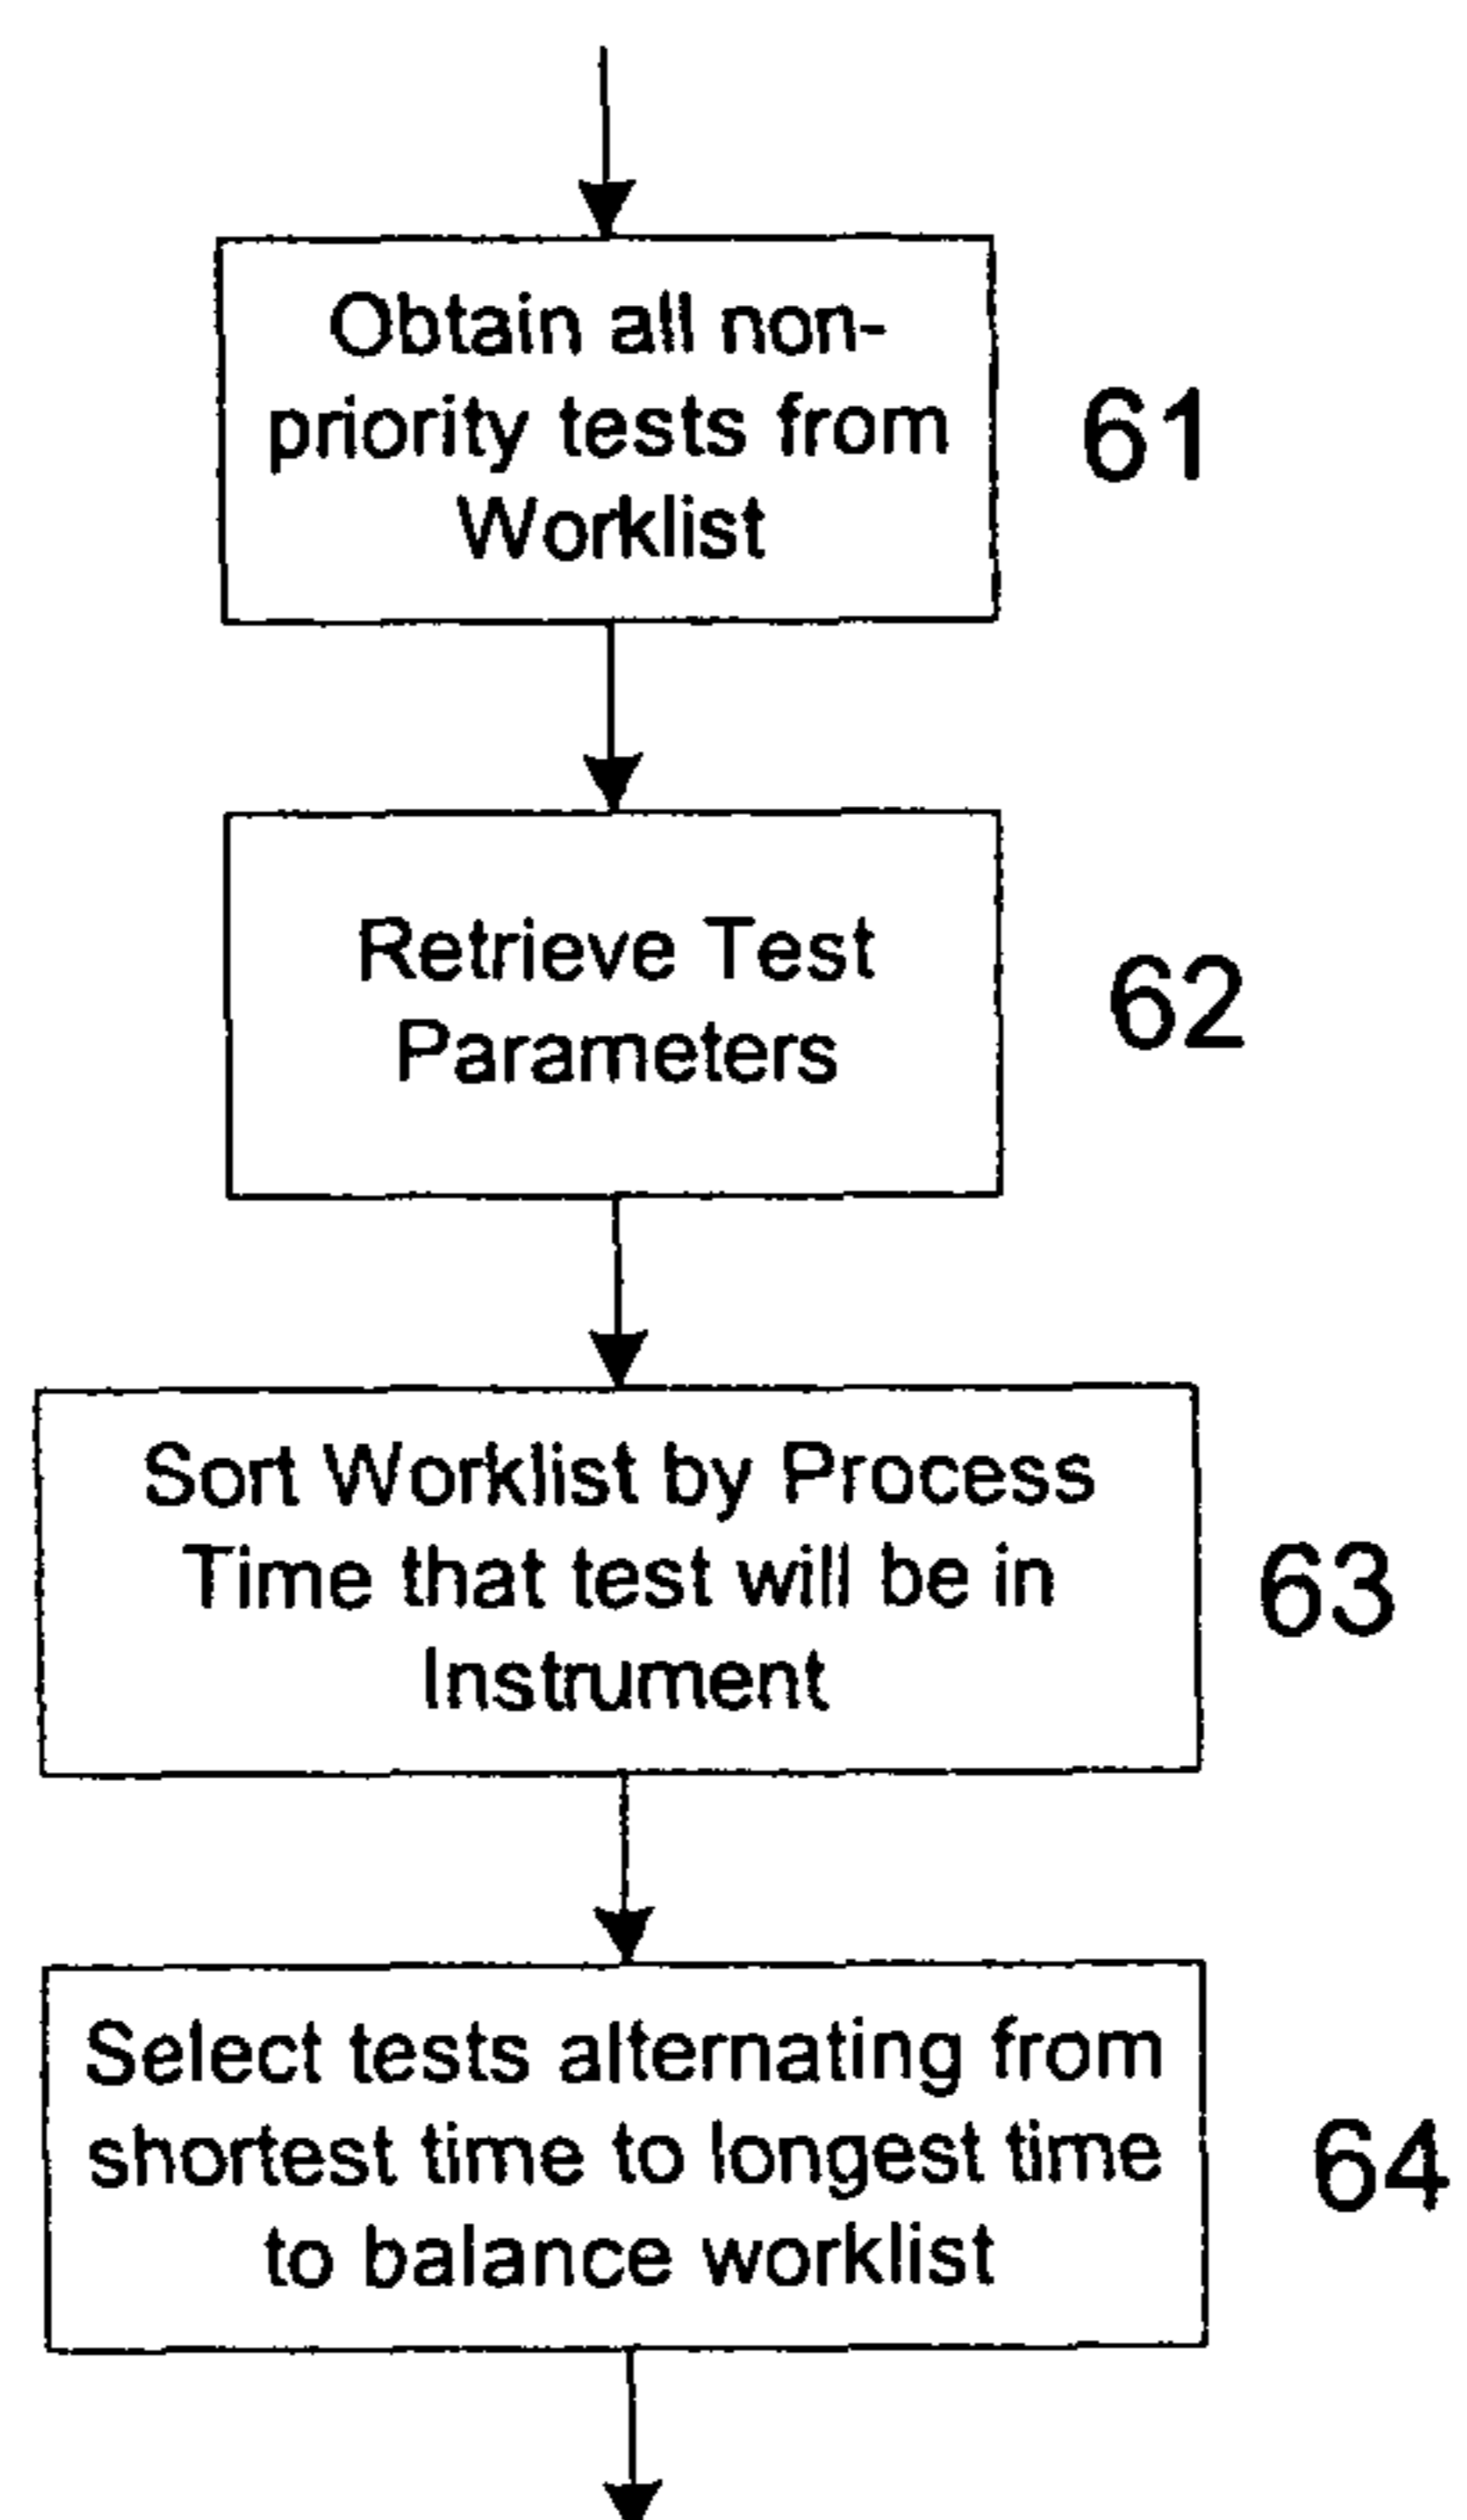 Obtain all non-
priority tests from
Worklist
61
Retrieve Test
Parameters
62
Sort Worklist by Process
Time that test will be in
Instrument
63
Select tests alternating from
shortest time to longest time
to balance worklist
64